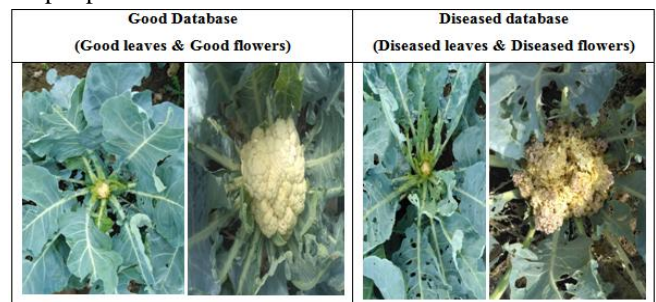 Good Database
(Good leaves & Good flowers)
Diseased database
(Diseased leaves & Diseased flowers)